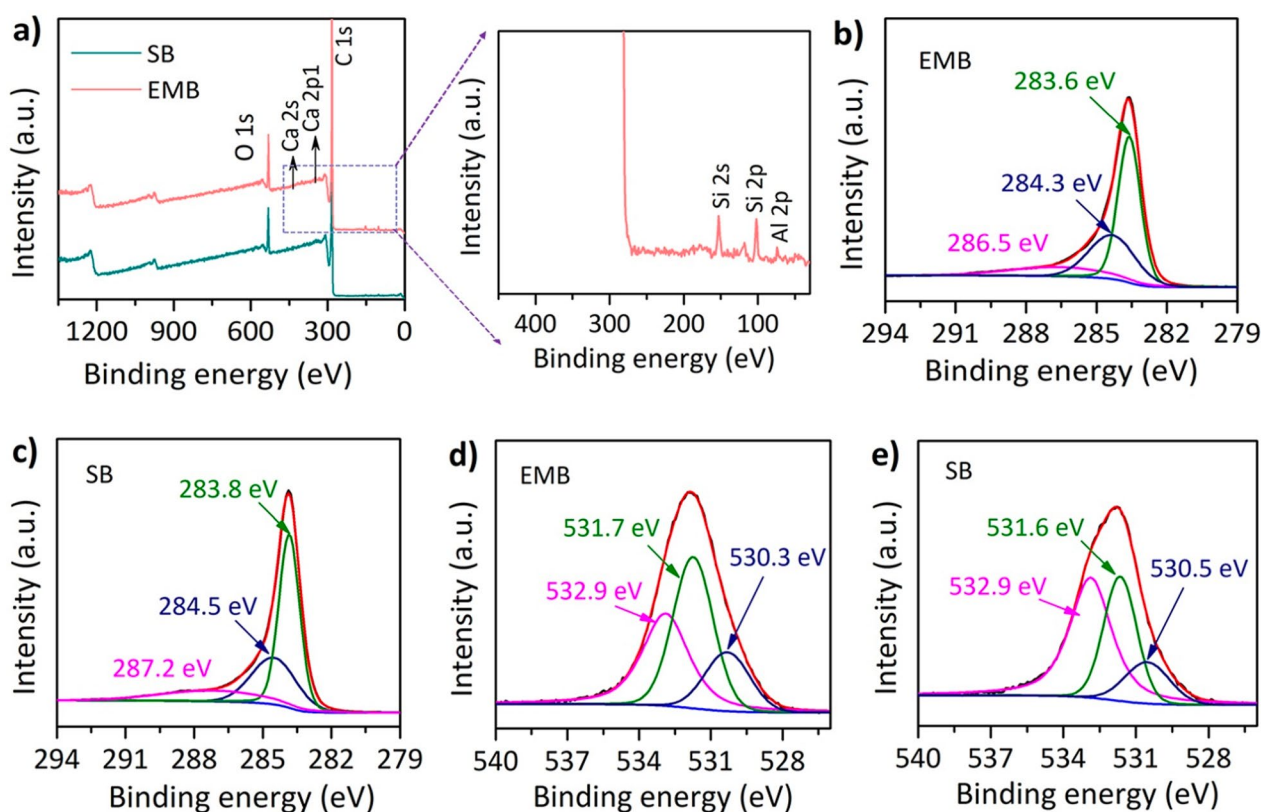 a)
SB
EMB
O 1s
Ca 2s
Ca 2p1
C 1s
Intensity (a.u.)
1200 900 600 300 0
Binding energy (eV)
Si 2s
Si 2p
Al 2p
Intensity (a.u.)
400 300 200 100
Binding energy (eV)
b)
EMB
283.6 eV
284.3 eV
286.5 eV
Intensity (a.u.)
294 291 288 285 282 279
Binding energy (eV)
c)
SB
283.8 eV
284.5 eV
287.2 eV
Intensity (a.u.)
294 291 288 285 282 279
Binding energy (eV)
d)
EMB
531.7 eV
530.3 eV
532.9 eV
Intensity (a.u.)
540 537 534 531 528
Binding energy (eV)
e)
SB
531.6 eV
530.5 eV
532.9 eV
Intensity (a.u.)
540 537 534 531 528
Binding energy (eV)